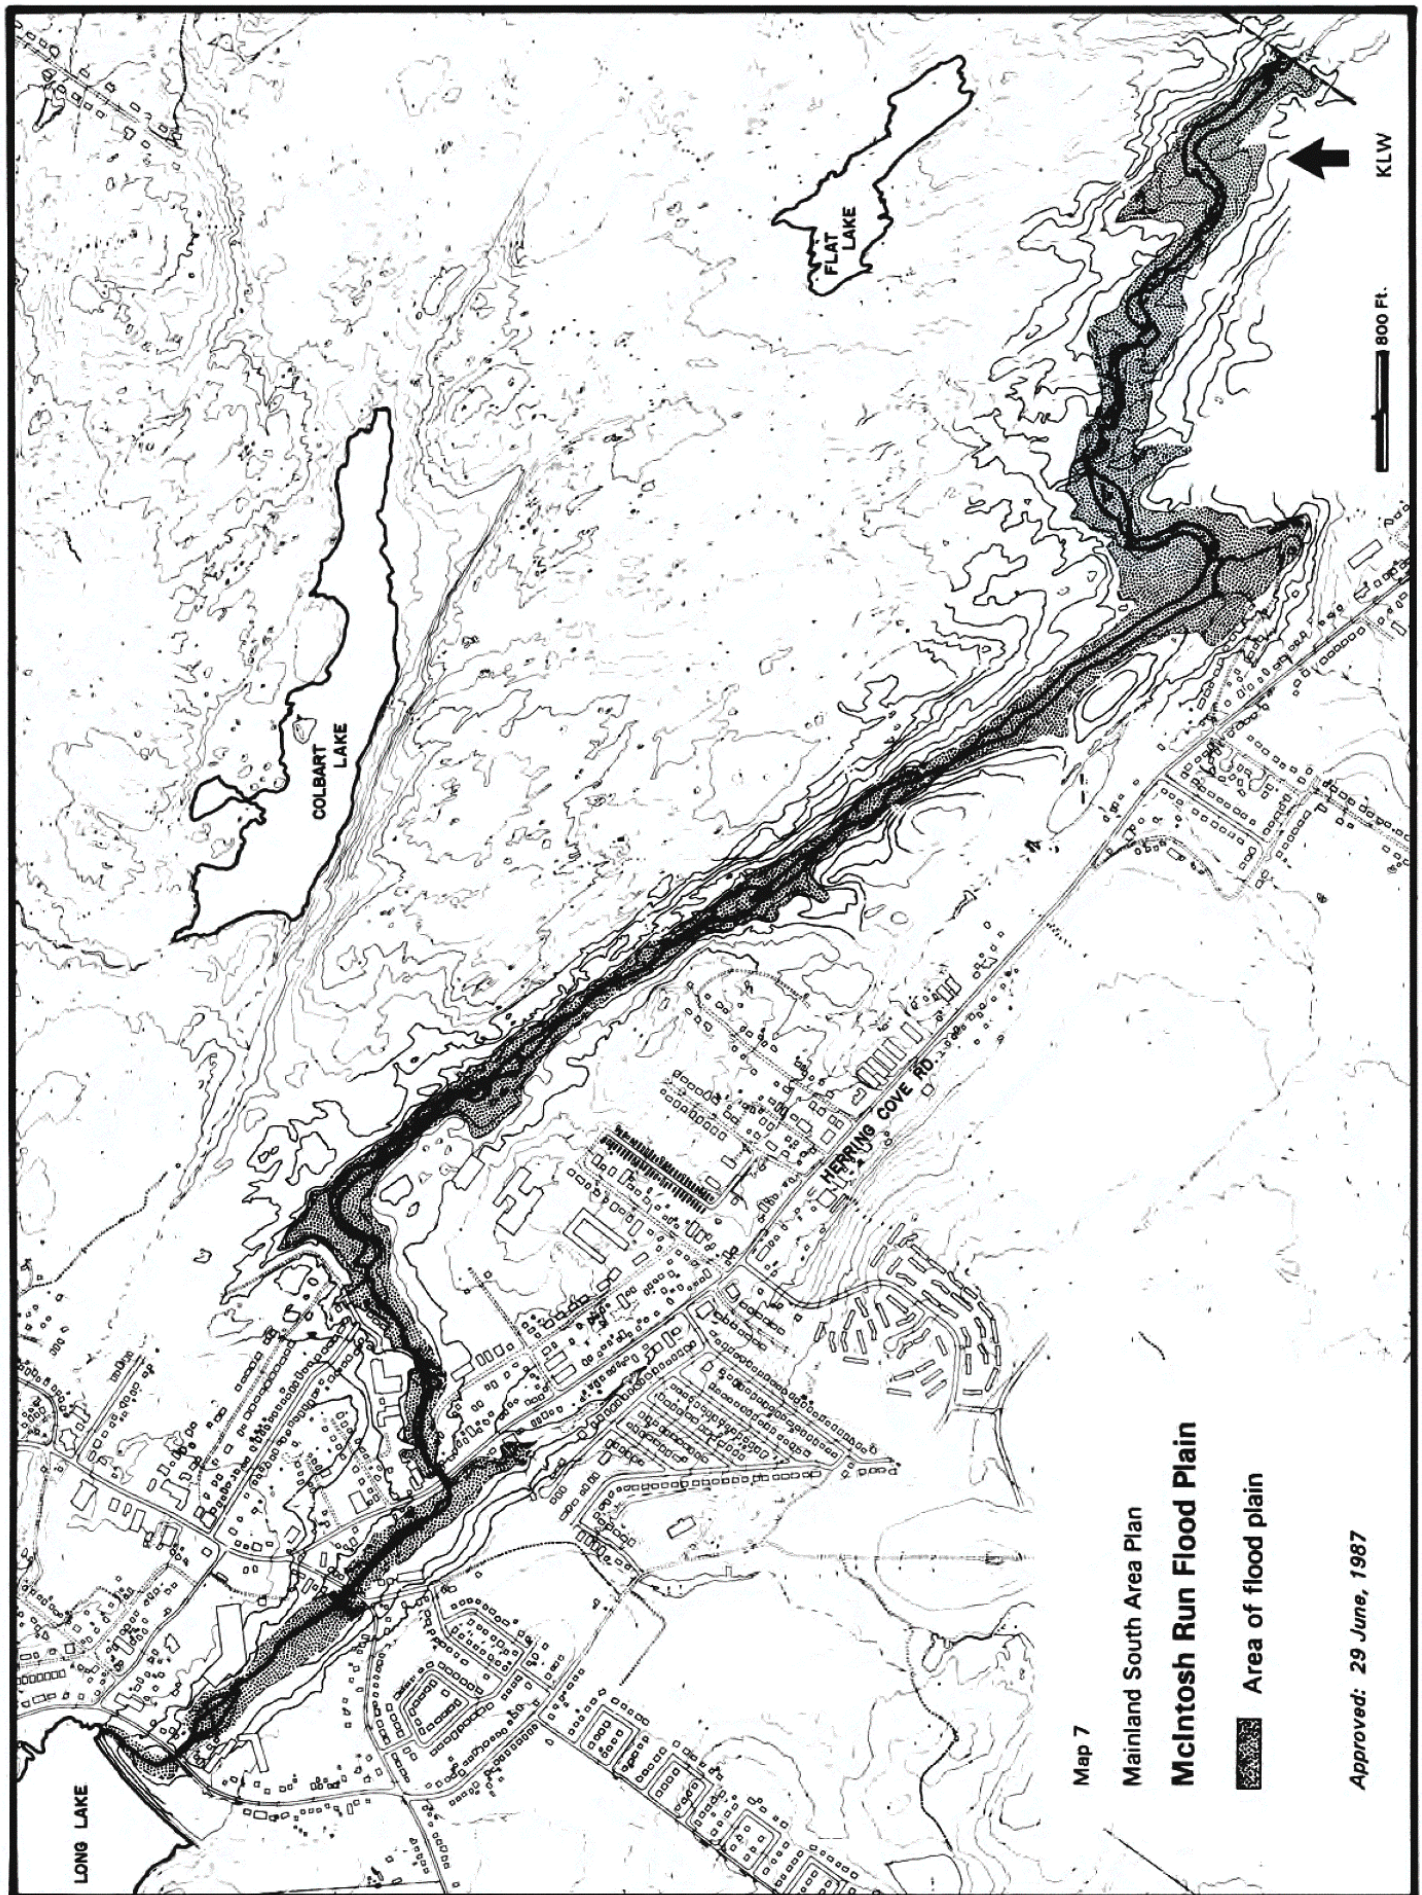 LONG LAKE
COLBART
LAKE
FLAT
LAKE
HERRING COVE RD.
Map 7
Mainland South Area Plan
McIntosh Run Flood Plain
Area of flood plain
Approved: 29 June, 1987
800 Ft.
KLW